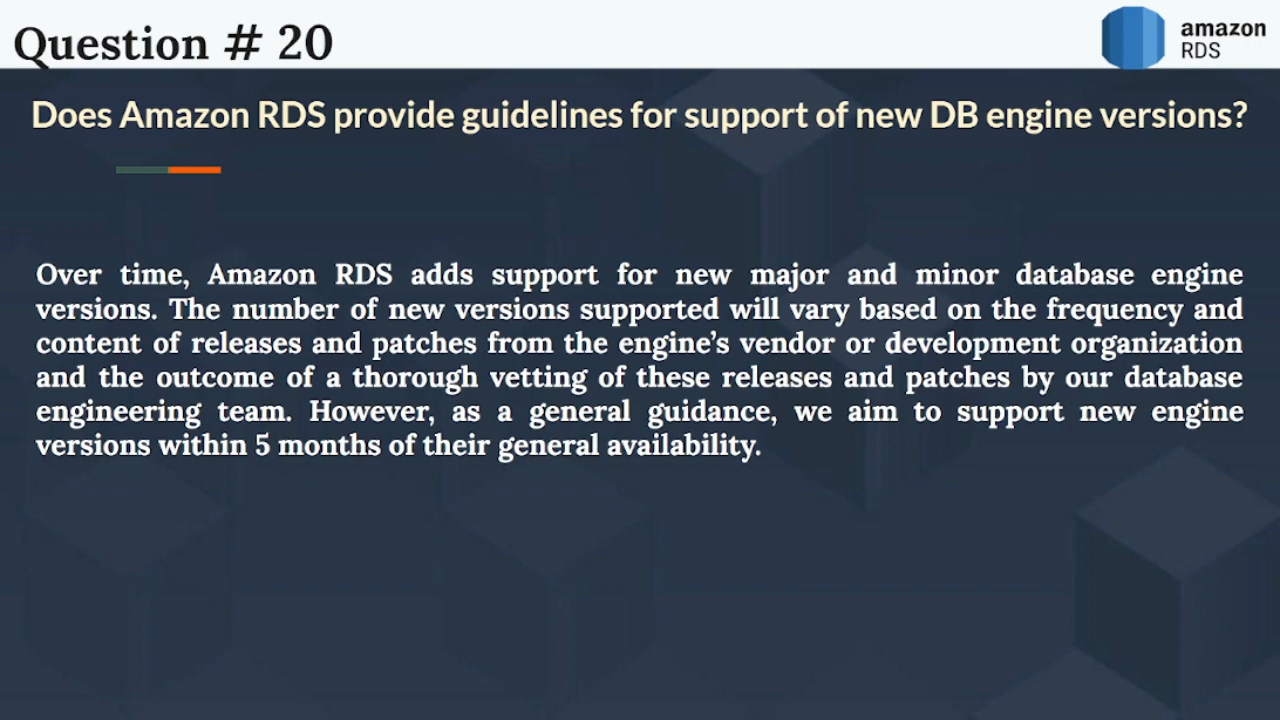 Question # 20
amazon
RDS
Does Amazon RDS provide guidelines for support of new DB engine versions?
Over time, Amazon RDS adds support for new major and minor database engine
versions. The number of new versions supported will vary based on the frequency and
content of releases and patches from the engine’s vendor or development organization
and the outcome of a thorough vetting of these releases and patches by our database
engineering team. However, as a general guidance, we aim to support new engine
versions within 5 months of their general availability.